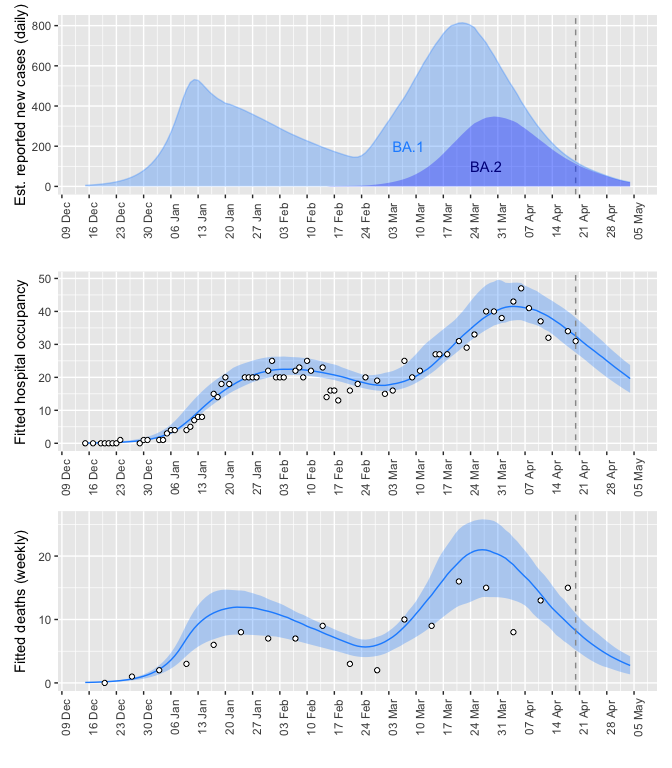 Est. reported new cases (daily)
800
600
400
200
0
BA.1
BA.2
09 Dec
16 Dec
23 Dec
30 Dec
06 Jan
13 Jan
20 Jan
27 Jan
03 Feb
10 Feb
17 Feb
24 Feb
03 Mar
10 Mar
17 Mar
24 Mar
31 Mar
07 Apr
14 Apr
21 Apr
28 Apr
05 May
Fitted hospital occupancy
50
40
30
20
10
0
09 Dec
16 Dec
23 Dec
30 Dec
06 Jan
13 Jan
20 Jan
27 Jan
03 Feb
10 Feb
17 Feb
24 Feb
03 Mar
10 Mar
17 Mar
24 Mar
31 Mar
07 Apr
14 Apr
21 Apr
28 Apr
05 May
Fitted deaths (weekly)
20
10
0
09 Dec
16 Dec
23 Dec
30 Dec
06 Jan
13 Jan
20 Jan
27 Jan
03 Feb
10 Feb
17 Feb
24 Feb
03 Mar
10 Mar
17 Mar
24 Mar
31 Mar
07 Apr
14 Apr
21 Apr
28 Apr
05 May